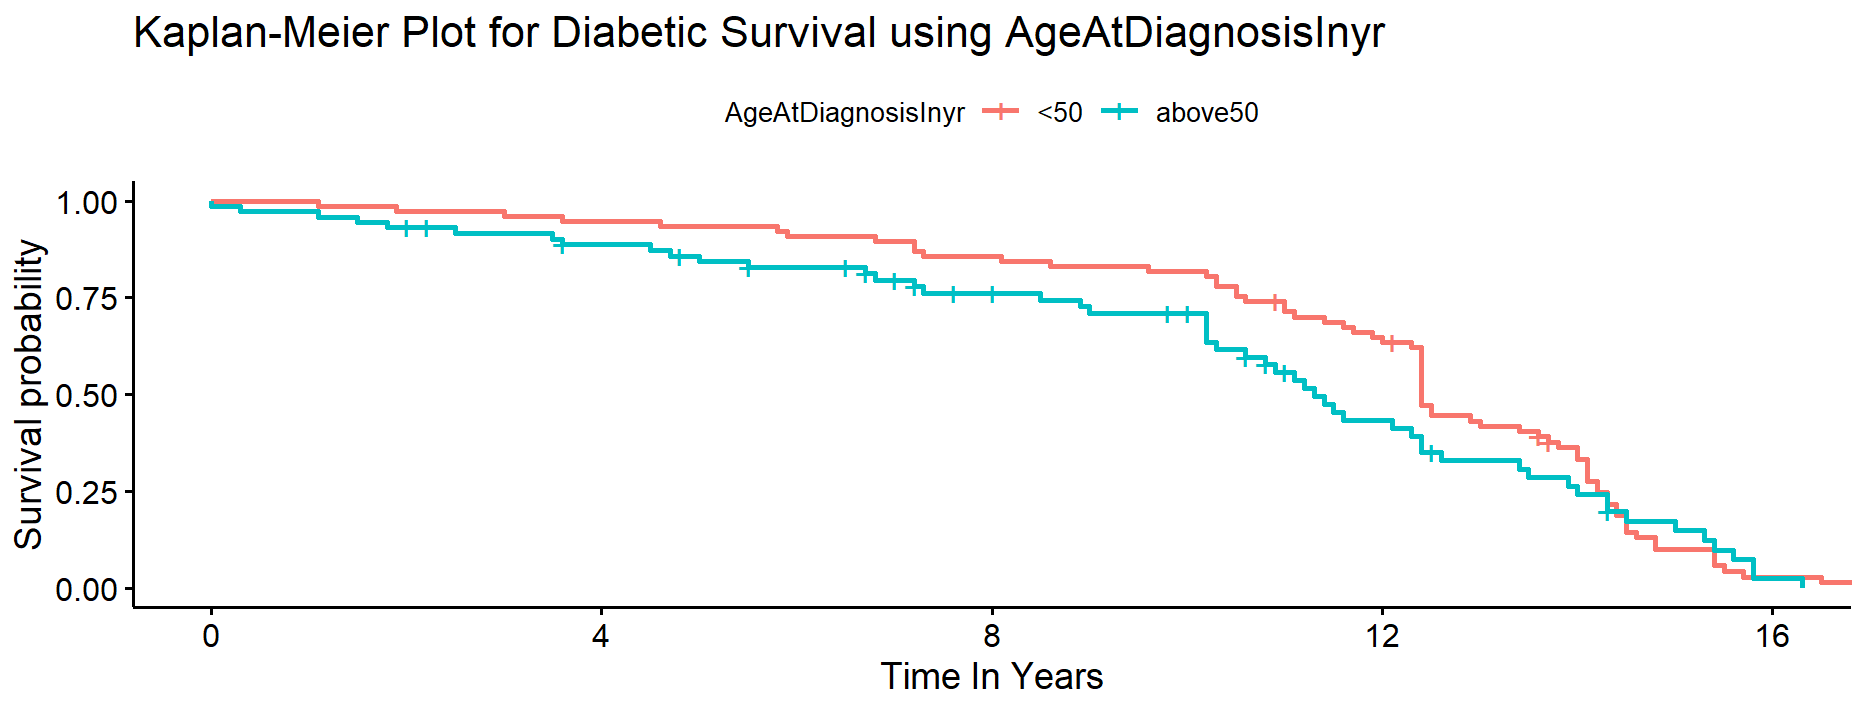 Kaplan-Meier Plot for Diabetic Survival using AgeAtDiagnosisInyr
AgeAtDiagnosisInyr <50 above50
Survival probability
1.00
0.75
0.50
0.25
0.00
0 4 8 12 16
Time In Years